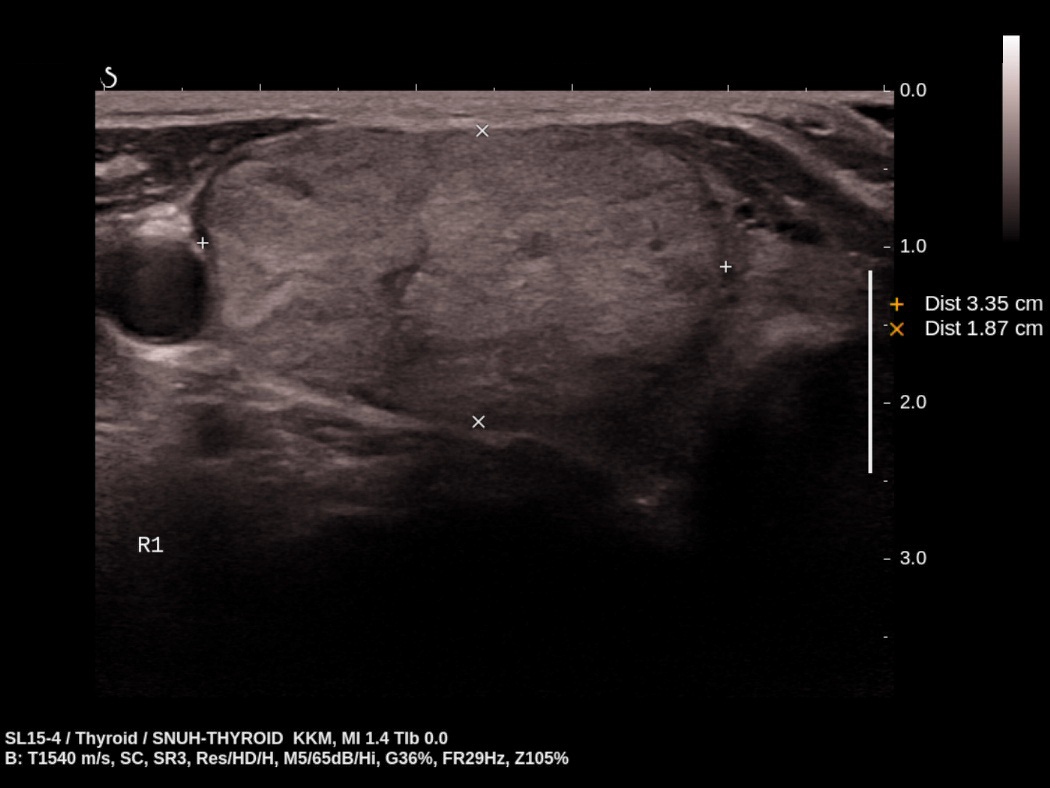 S
0.0
1.0
+ Dist 3.35 cm
× Dist 1.87 cm
2.0
R1
3.0
SL15-4 / Thyroid / SNUH-THYROID KKM, MI 1.4 TIb 0.0
B: T1540 m/s, SC, SR3, Res/HD/H, M5/65dB/Hi, G36%, FR29Hz, Z105%